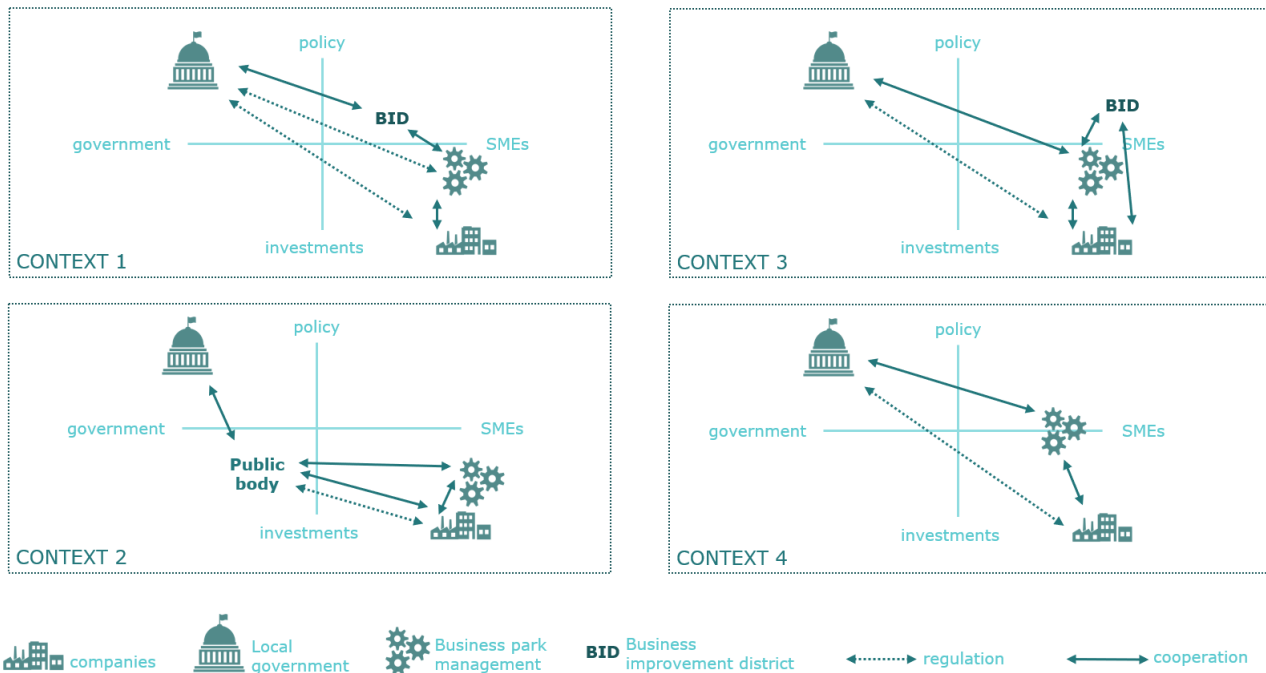 policy
BID
government
SMEs
investments
CONTEXT 1
policy
BID
government
SMEs
investments
CONTEXT 3
policy
government
SMEs
Public
body
investments
CONTEXT 2
policy
government
SMEs
investments
CONTEXT 4
companies
Local
government
Business park
management
BID
Business
improvement district
regulation
cooperation